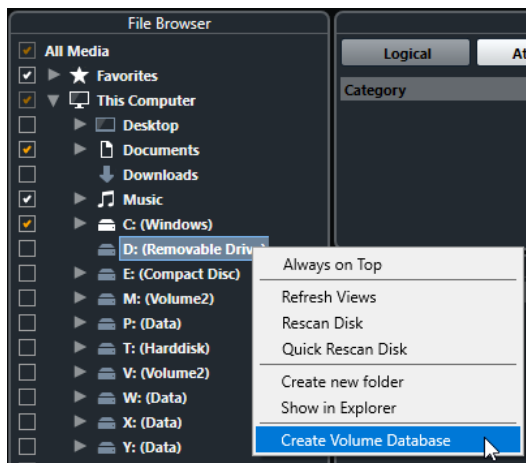 File Browser
All Media
Favorites
This Computer
Desktop
Documents
Downloads
Music
C: (Windows)
D: (Removable Drive)
E: (Compact Disc)
M: (Volume2)
P: (Data)
T: (Harddisk)
V: (Volume2)
W: (Data)
X: (Data)
Y: (Data)
Logical
At
Category
Always on Top
Refresh Views
Rescan Disk
Quick Rescan Disk
Create new folder
Show in Explorer
Create Volume Database